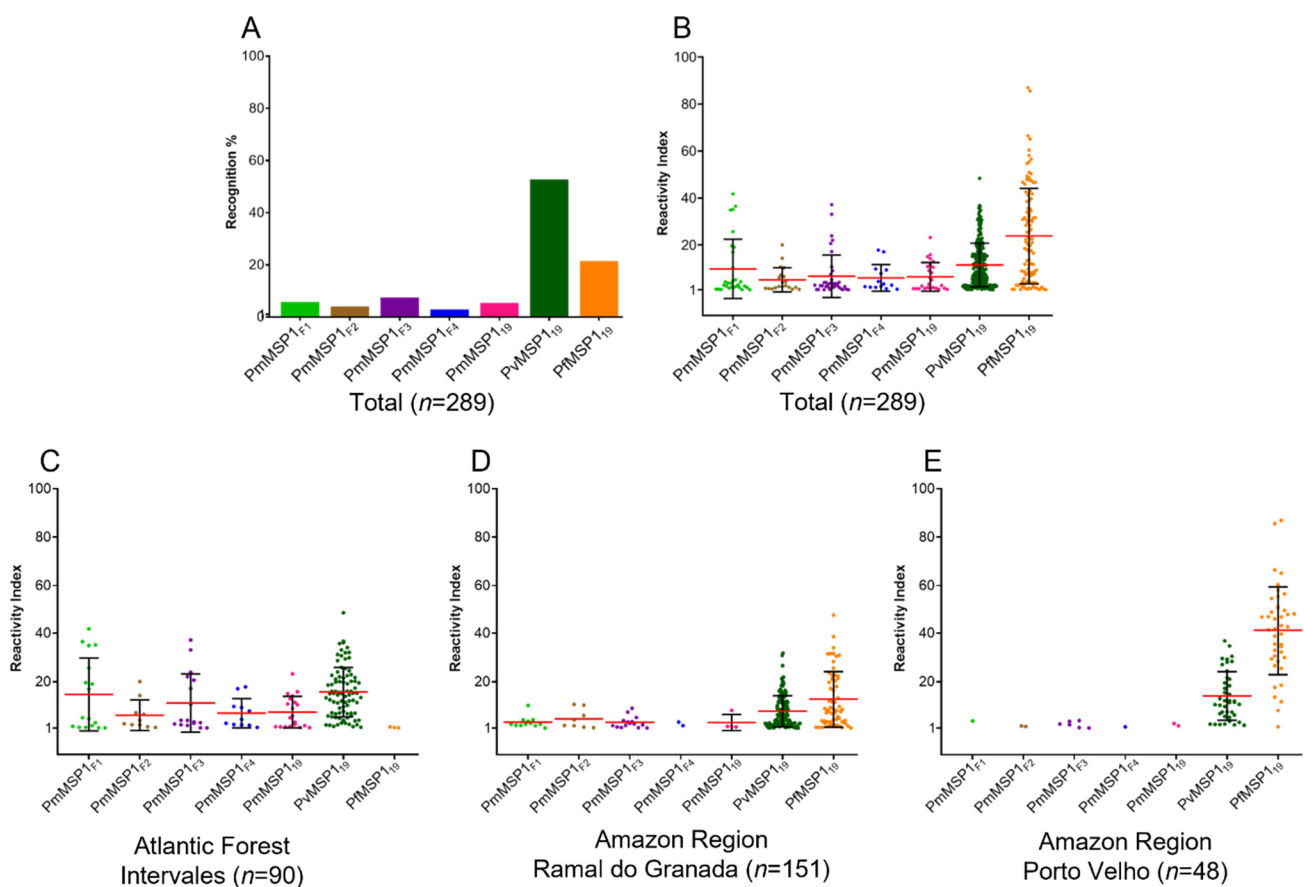 A
Recognition %
100
80
60
40
20
1
0
PmMSP1F1
PmMSP1F2
PmMSP1F3
PmMSP1F4
PmMSP119
PvMSP119
PfMSP119
Total (n=289)
B
Reactivity Index
100
80
60
40
20
1
PmMSP1F1
PmMSP1F2
PmMSP1F3
PmMSP1F4
PmMSP119
PvMSP119
PfMSP119
Total (n=289)
C
Reactivity Index
100
80
60
40
20
1
PmMSP1F1
PmMSP1F2
PmMSP1F3
PmMSP1F4
PmMSP119
PvMSP119
PfMSP119
Atlantic Forest
Intervales (n=90)
D
Reactivity Index
100
80
60
40
20
1
PmMSP1F1
PmMSP1F2
PmMSP1F3
PmMSP1F4
PmMSP119
PvMSP119
PfMSP119
Amazon Region
Ramal do Granada (n=151)
E
Reactivity Index
100
80
60
40
20
1
PmMSP1F1
PmMSP1F2
PmMSP1F3
PmMSP1F4
PmMSP119
PvMSP119
PfMSP119
Amazon Region
Porto Velho (n=48)